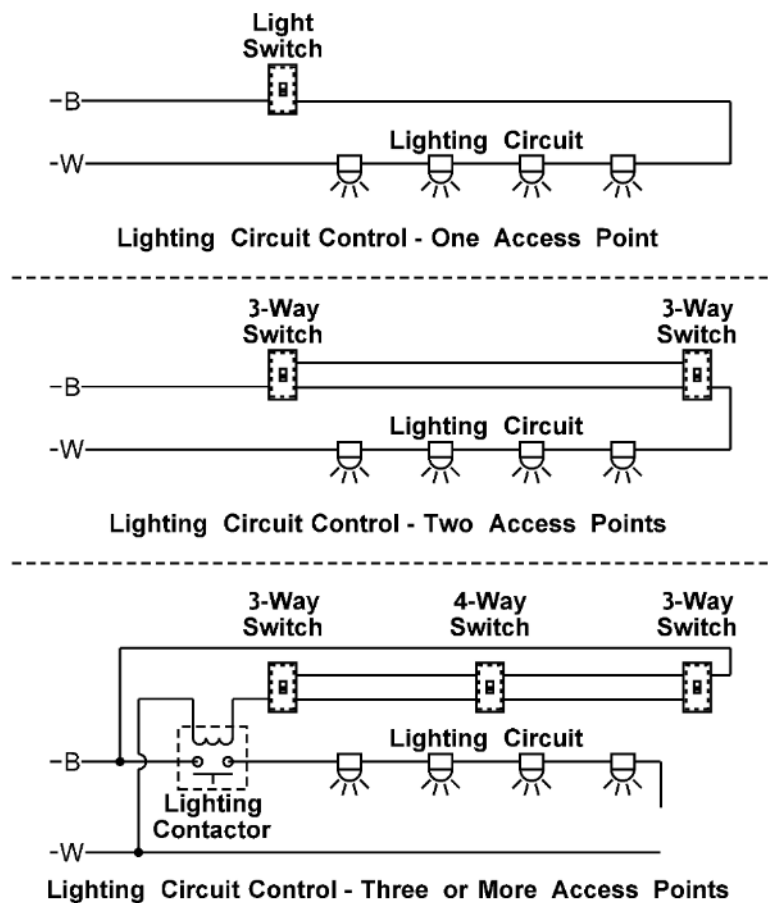 Light
Switch
-B
Lighting Circuit
-W
Lighting Circuit Control - One Access Point
3-Way
Switch
3-Way
Switch
-B
Lighting Circuit
-W
Lighting Circuit Control - Two Access Points
3-Way
Switch
4-Way
Switch
3-Way
Switch
Lighting Circuit
-B
Lighting
Contactor
-W
Lighting Circuit Control - Three or More Access Points